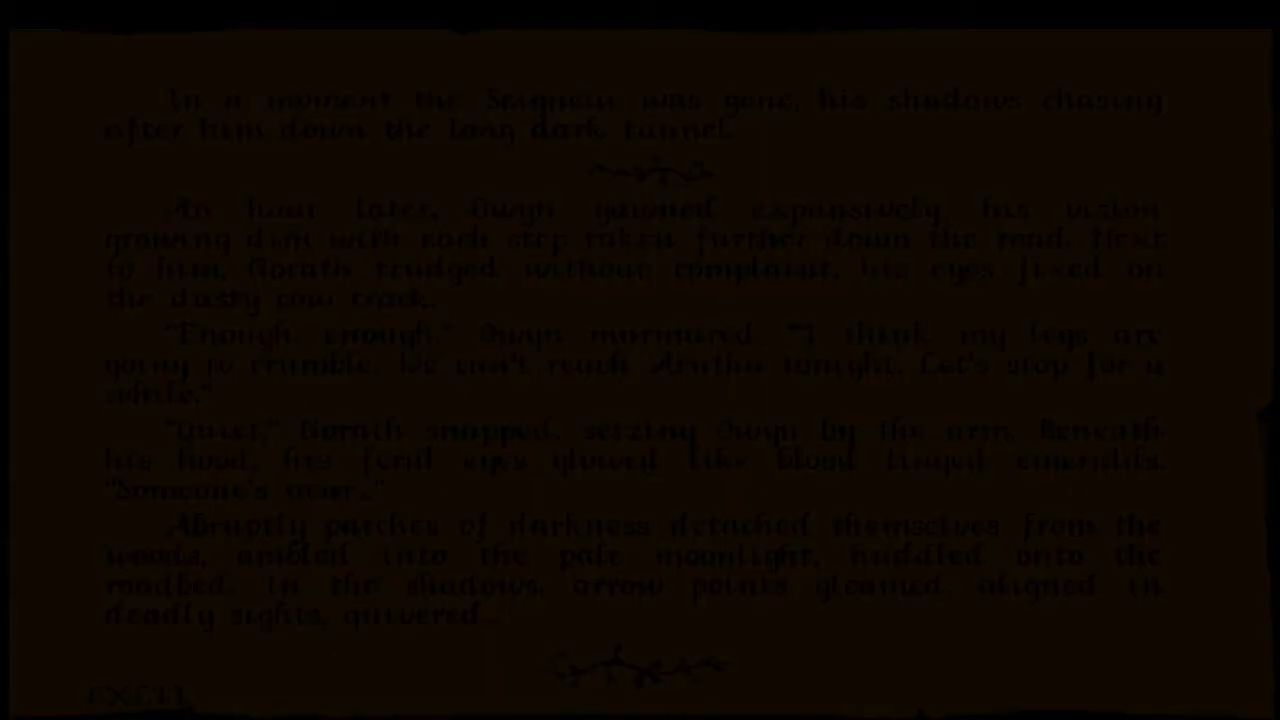 In a moment the Seigneur was gone, his shadows chasing
after him down the long dark tunnel.
An hour later, Owyn yawned expansively, his vision
growing dim with each step taken further down the road. Next
to him, Gorath trudged without complaint, his eyes fixed on
the dusty cow track.
"Enough, enough." Owyn murmured. "I think my legs are
going to crumble. We can't reach Arutha tonight. Let's stop for a
while."
"Quiet," Gorath snapped, seizing Owyn by the arm. Beneath
his hood, his feral eyes glowed like blood tinged emeralds.
"Someone's near..."
Abruptly patches of darkness detached themselves from the
woods, ambled into the pale moonlight, huddled onto the
roadbed. In the shadows, arrow points gleamed, aligned in
deadly sights, quivered...